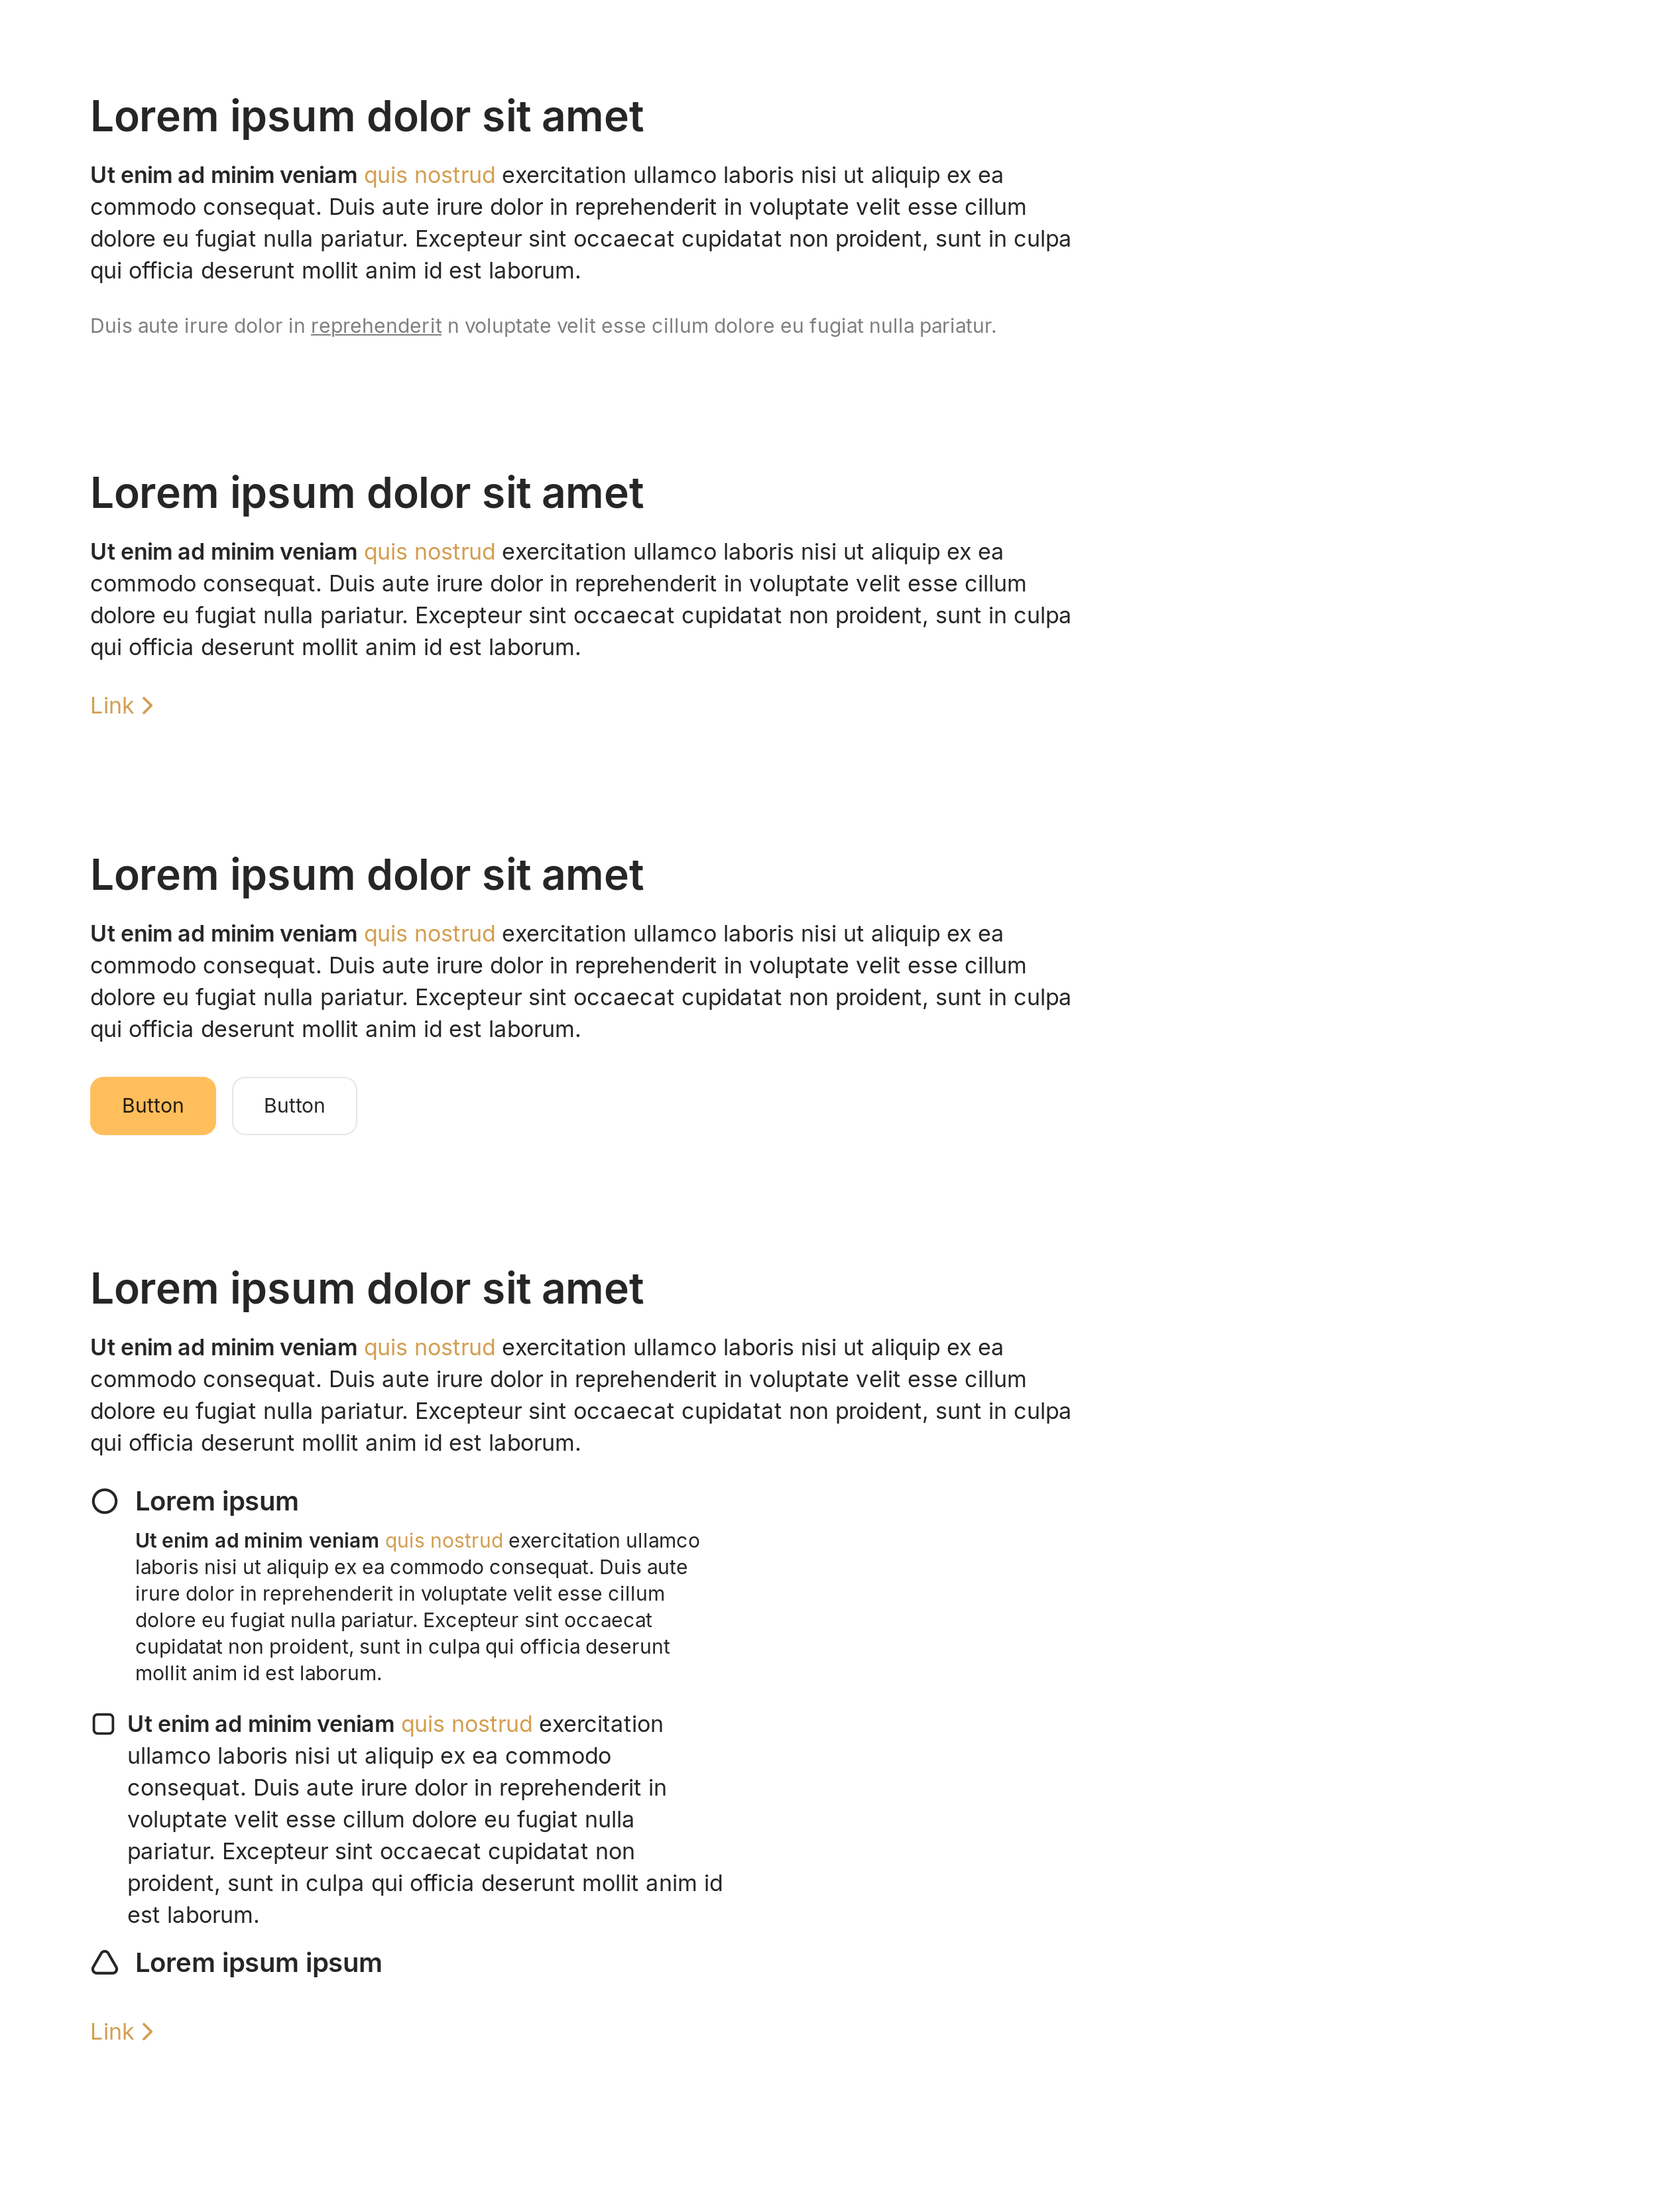 Lorem ipsum dolor sit amet
Ut enim ad minim veniam quis nostrud exercitation ullamco laboris nisi ut aliquip ex ea
commodo consequat. Duis aute irure dolor in reprehenderit in voluptate velit esse cillum
dolore eu fugiat nulla pariatur. Excepteur sint occaecat cupidatat non proident, sunt in culpa
qui officia deserunt mollit anim id est laborum.
Duis aute irure dolor in reprehenderit n voluptate velit esse cillum dolore eu fugiat nulla pariatur.
Lorem ipsum dolor sit amet
Ut enim ad minim veniam quis nostrud exercitation ullamco laboris nisi ut aliquip ex ea
commodo consequat. Duis aute irure dolor in reprehenderit in voluptate velit esse cillum
dolore eu fugiat nulla pariatur. Excepteur sint occaecat cupidatat non proident, sunt in culpa
qui officia deserunt mollit anim id est laborum.
Link
Lorem ipsum dolor sit amet
Ut enim ad minim veniam quis nostrud exercitation ullamco laboris nisi ut aliquip ex ea
commodo consequat. Duis aute irure dolor in reprehenderit in voluptate velit esse cillum
dolore eu fugiat nulla pariatur. Excepteur sint occaecat cupidatat non proident, sunt in culpa
qui officia deserunt mollit anim id est laborum.
Button Button
Lorem ipsum dolor sit amet
Ut enim ad minim veniam quis nostrud exercitation ullamco laboris nisi ut aliquip ex ea
commodo consequat. Duis aute irure dolor in reprehenderit in voluptate velit esse cillum
dolore eu fugiat nulla pariatur. Excepteur sint occaecat cupidatat non proident, sunt in culpa
qui officia deserunt mollit anim id est laborum.
Lorem ipsum
Ut enim ad minim veniam quis nostrud exercitation ullamco
laboris nisi ut aliquip ex ea commodo consequat. Duis aute
irure dolor in reprehenderit in voluptate velit esse cillum
dolore eu fugiat nulla pariatur. Excepteur sint occaecat
cupidatat non proident, sunt in culpa qui officia deserunt
mollit anim id est laborum.
Ut enim ad minim veniam quis nostrud exercitation
ullamco laboris nisi ut aliquip ex ea commodo
consequat. Duis aute irure dolor in reprehenderit in
voluptate velit esse cillum dolore eu fugiat nulla
pariatur. Excepteur sint occaecat cupidatat non
proident, sunt in culpa qui officia deserunt mollit anim id
est laborum.
Lorem ipsum ipsum
Link